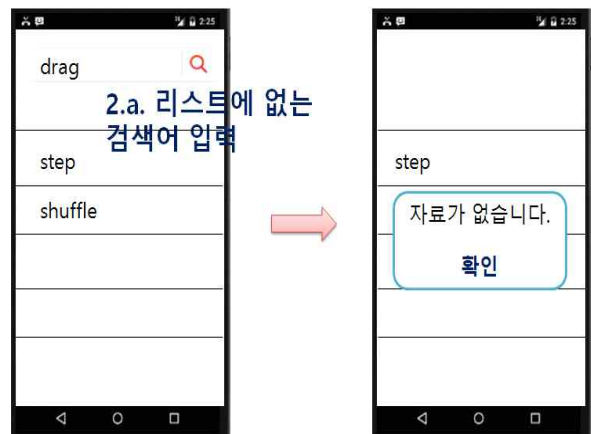 2:25
drag
2.a. 리스트에 없는
검색어 입력
step
shuffle
2:25
step
자료가 없습니다.
확인